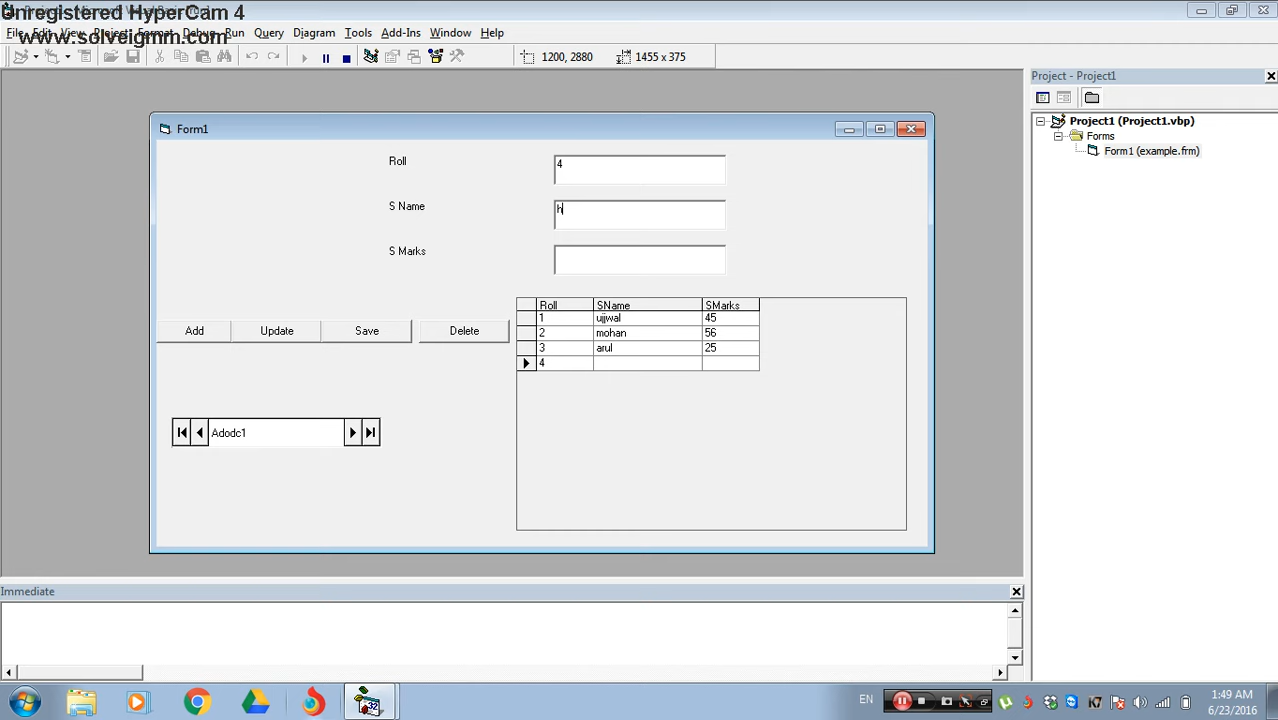 Unregistered HyperCam 4
www.solveigmm.com
File Edit View Project Format Debug Run Query Diagram Tools Add-Ins Window Help
1200, 2880 1455 x 375
Project - Project1
Project1 (Project1.vbp)
Forms
Form1 (example.frm)
Form1
Roll 4
S Name h
S Marks
Add Update Save Delete
Roll SName SMarks
1 ujjwal 45
2 mohan 56
3 arul 25
4
Adodc1
Immediate
32
EN
1:49 AM
6/23/2016